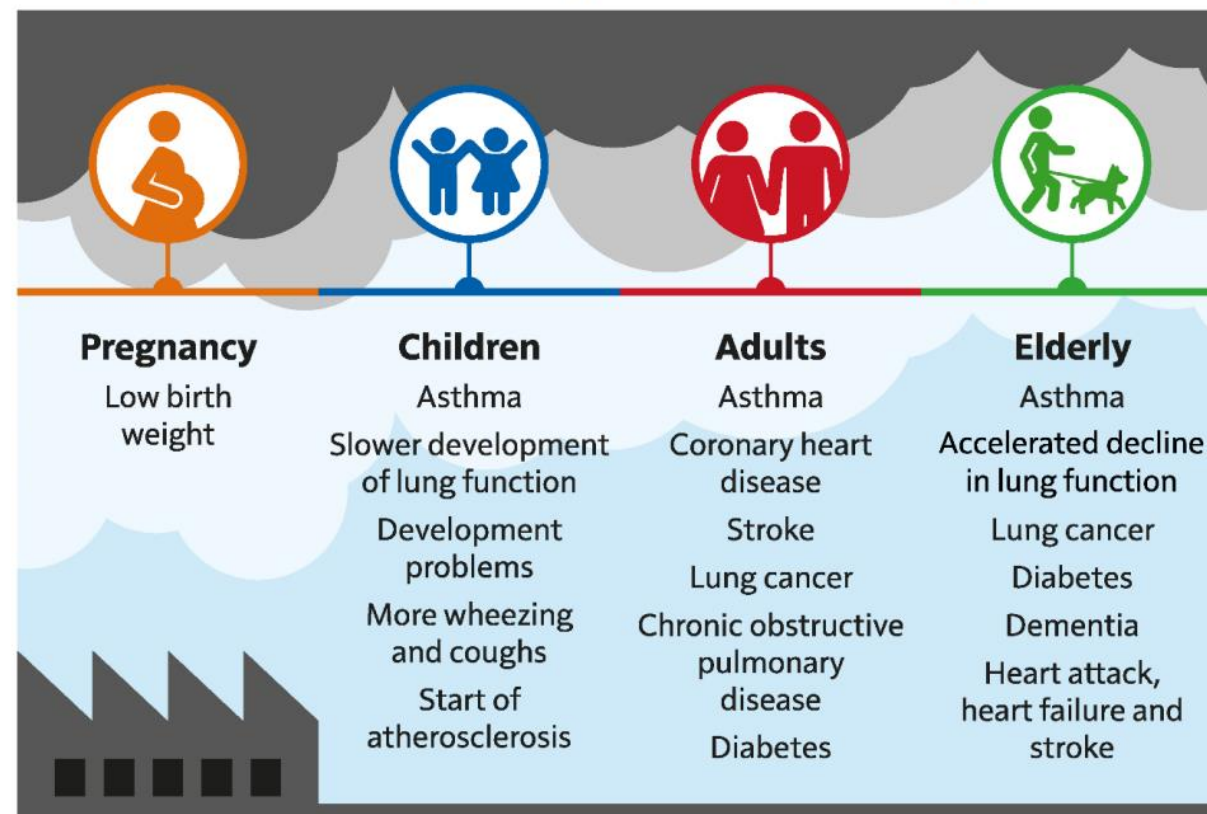 Pregnancy
Low birth
weight
Children
Asthma
Slower development
of lung function
Development
problems
More wheezing
and coughs
Start of
atherosclerosis
Adults
Asthma
Coronary heart
disease
Stroke
Lung cancer
Chronic obstructive
pulmonary
disease
Diabetes
Elderly
Asthma
Accelerated decline
in lung function
Lung cancer
Diabetes
Dementia
Heart attack,
heart failure and
stroke